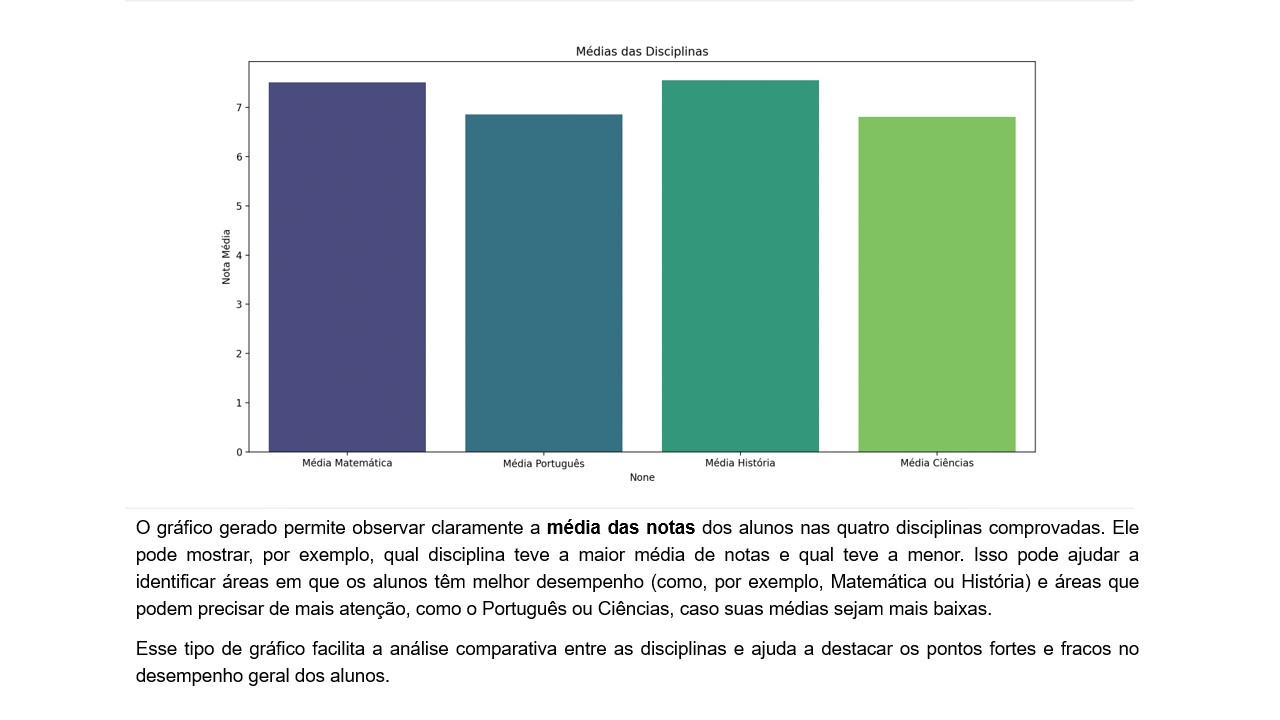 Médias das Disciplinas
Nota Média
7
6
5
4
3
2
1
0
Média Matemática Média Português Média História Média Ciências
None
O gráfico gerado permite observar claramente a média das notas dos alunos nas quatro disciplinas comprovadas. Ele
pode mostrar, por exemplo, qual disciplina teve a maior média de notas e qual teve a menor. Isso pode ajudar a
identificar áreas em que os alunos têm melhor desempenho (como, por exemplo, Matemática ou História) e áreas que
podem precisar de mais atenção, como o Português ou Ciências, caso suas médias sejam mais baixas.
Esse tipo de gráfico facilita a análise comparativa entre as disciplinas e ajuda a destacar os pontos fortes e fracos no
desempenho geral dos alunos.